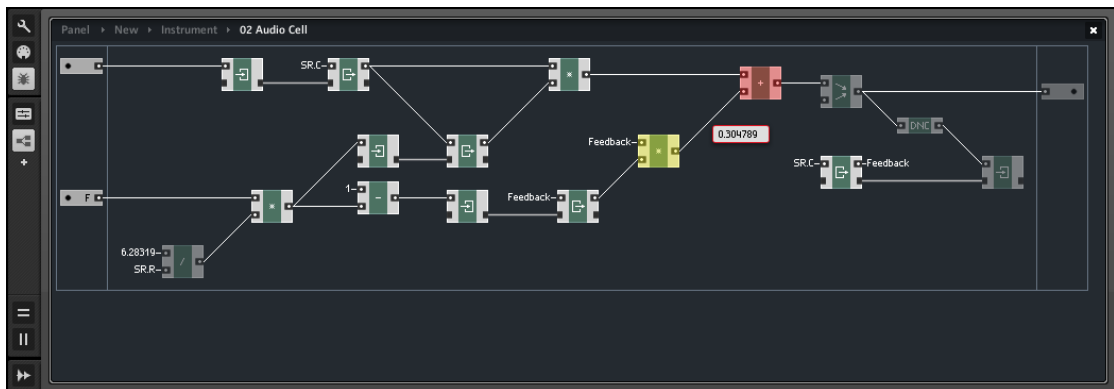 Panel › New › Instrument › 02 Audio Cell
SR.C
Feedback
0.304789
DNC
SR.C
Feedback
1
F
Feedback
6.28319
SR.R